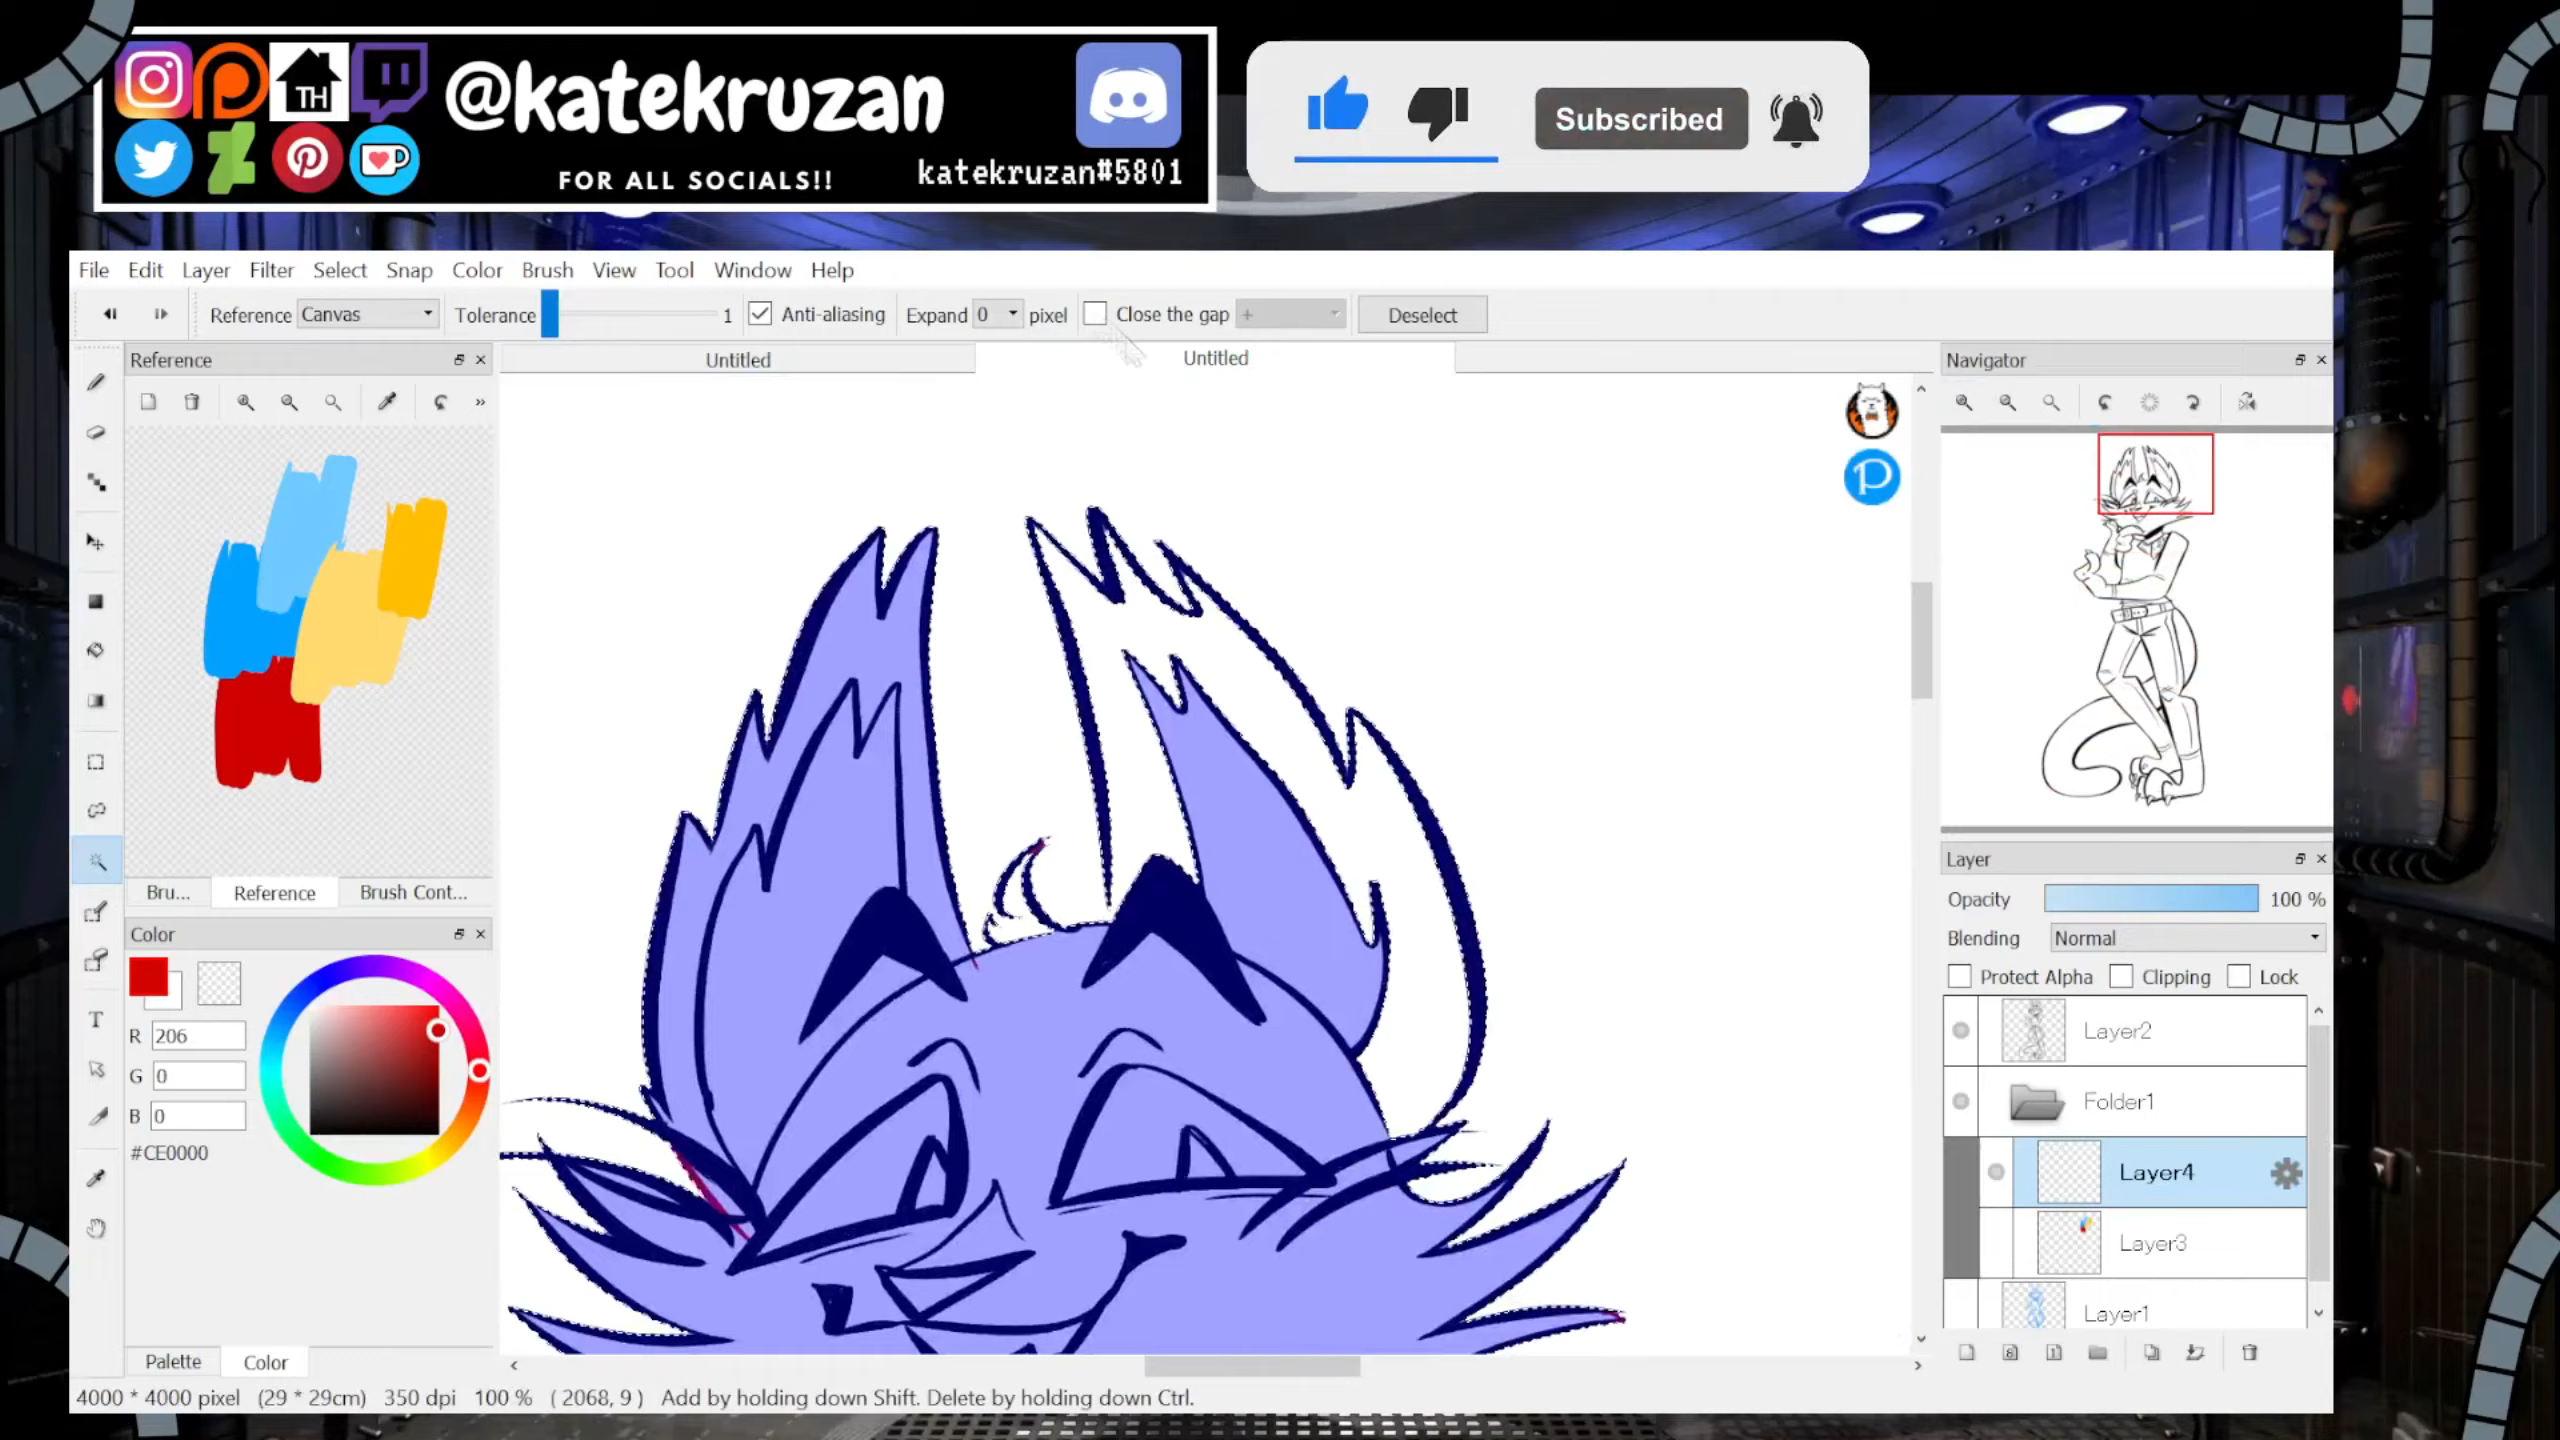 TH
@katekruzan
FOR ALL SOCIALS!!
katekruzan#5801
Subscribed
File Edit Layer Filter Select Snap Color Brush View Tool Window Help
Reference Canvas Tolerance 1 Anti-aliasing Expand 0 pixel Close the gap + Deselect
Reference
Untitled
Untitled
Navigator
P
Bru... Reference Brush Cont...
Color
R 206
G 0
B 0
#CE0000
Palette Color
Layer
Opacity 100 %
Blending Normal
Protect Alpha Clipping Lock
Layer2
Folder1
Layer4
Layer3
Layer1
8
1
T
4000 * 4000 pixel (29 * 29cm) 350 dpi 100 % ( 2068, 9 ) Add by holding down Shift. Delete by holding down Ctrl.